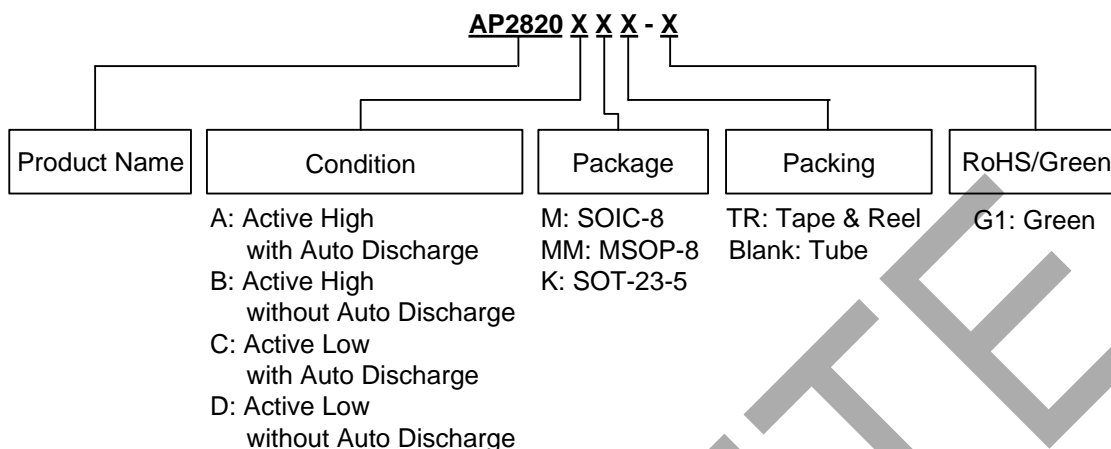 AP2820 X X X - X
Product Name
Condition
Package
Packing
RoHS/Green
A: Active High
with Auto Discharge
B: Active High
without Auto Discharge
C: Active Low
with Auto Discharge
D: Active Low
without Auto Discharge
M: SOIC-8
MM: MSOP-8
K: SOT-23-5
TR: Tape & Reel
Blank: Tube
G1: Green